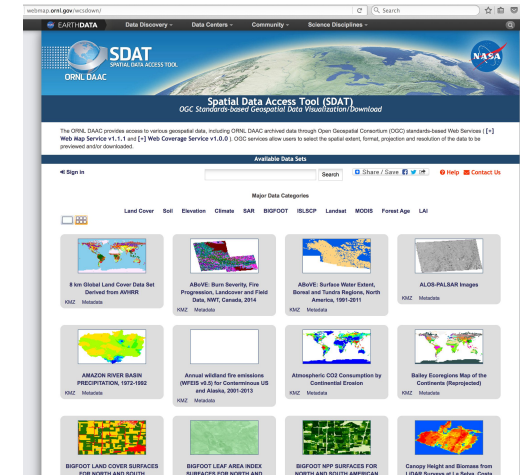 webmap.ornl.gov/wcsdown/
Search
EARTHDATA Data Discovery Data Centers Community Science Disciplines
SDAT
SPATIAL DATA ACCESS TOOL
ORNL DAAC
NASA
Spatial Data Access Tool (SDAT)
OGC Standards-based Geospatial Data Visualization/Download
The ORNL DAAC provides access to various geospatial data, including ORNL DAAC archived data through Open Geospatial Consortium (OGC) standards-based Web Services ( [+]
Web Map Service v1.1.1 and [+] Web Coverage Service v1.0.0 ). OGC services allow users to select the spatial extent, format, projection and resolution of the data to be
previewed and/or downloaded.
Available Data Sets
Sign In Search Share / Save Help Contact Us
Major Data Categories
Land Cover Soil Elevation Climate SAR BIGFOOT ISLSCP Landsat MODIS Forest Age LAI
8 km Global Land Cover Data Set
Derived from AVHRR
KMZ Metadata
ABoVE: Burn Severity, Fire
Progression, Landcover and Field
Data, NWT, Canada, 2014
KMZ Metadata
ABoVE: Surface Water Extent,
Boreal and Tundra Regions, North
America, 1991-2011
KMZ Metadata
ALOS-PALSAR Images
KMZ Metadata
AMAZON RIVER BASIN
PRECIPITATION, 1972-1992
KMZ Metadata
Annual wildland fire emissions
(WFEIS v0.5) for Conterminous US
and Alaska, 2001-2013
KMZ Metadata
Atmospheric CO2 Consumption by
Continental Erosion
KMZ Metadata
Bailey Ecoregions Map of the
Continents (Reprojected)
KMZ Metadata
BIGFOOT LAND COVER SURFACES
FOR NORTH AND SOUTH
BIGFOOT LEAF AREA INDEX
SURFACES FOR NORTH AND
BIGFOOT NPP SURFACES FOR
NORTH AND SOUTH AMERICAN
Canopy Height and Biomass from
LiDAR Surveys at La Selva, Costa